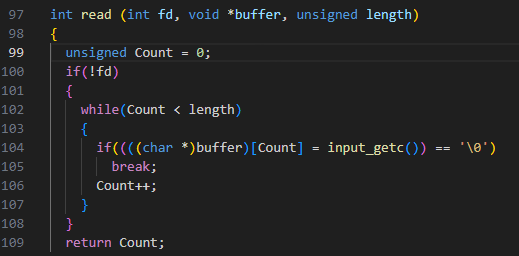 97 int read (int fd, void *buffer, unsigned length)
98 {
99 unsigned Count = 0;
100 if(!fd)
101 {
102 while(Count < length)
103 {
104 if((((char *)buffer)[Count] = input_getc()) == '\0')
105 break;
106 Count++;
107 }
108 }
109 return Count;